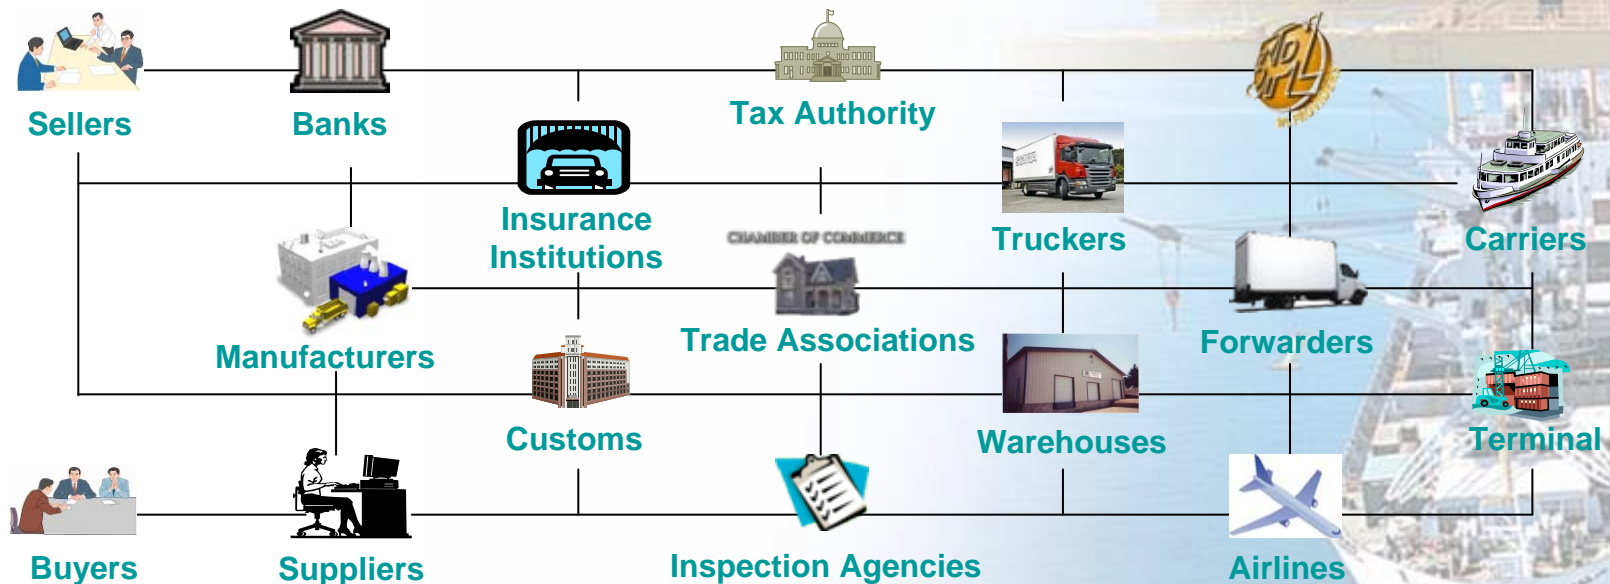 Sellers
Banks
Tax Authority
Insurance
Institutions
CHAMBER OF COMMERCE
Truckers
Carriers
Manufacturers
Trade Associations
Forwarders
Customs
Warehouses
Terminal
Buyers
Suppliers
Inspection Agencies
Airlines